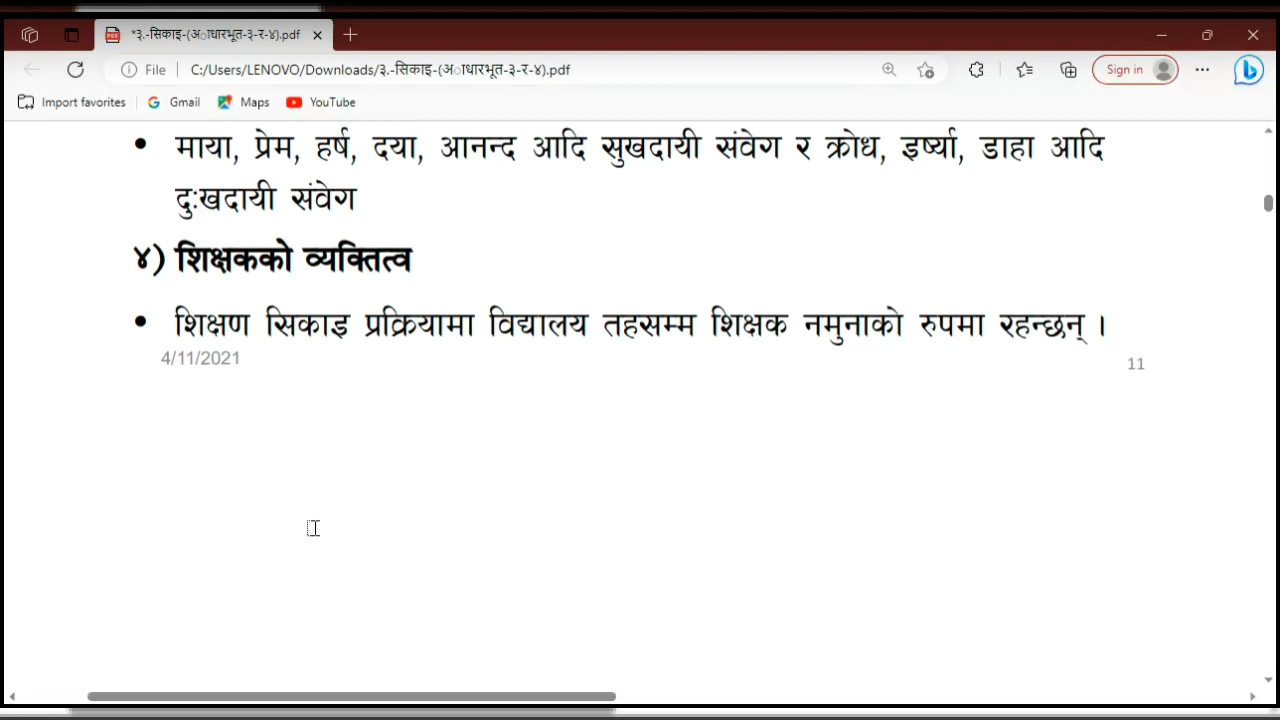 *३.-सिकाइ-(अाधारभूत-३-र-४).pdf
File
C:/Users/LENOVO/Downloads/३.-सिकाइ-(अाधारभूत-३-र-४).pdf
Sign in
Import favorites
Gmail
Maps
YouTube
• माया, प्रेम, हर्ष, दया, आनन्द आदि सुखदायी संवेग र क्रोध, इर्ष्या, डाहा आदि
दुःखदायी संवेग
४) शिक्षकको व्यक्तित्व
• शिक्षण सिकाइ प्रक्रियामा विद्यालय तहसम्म शिक्षक नमुनाको रुपमा रहन्छन् ।
4/11/2021
11